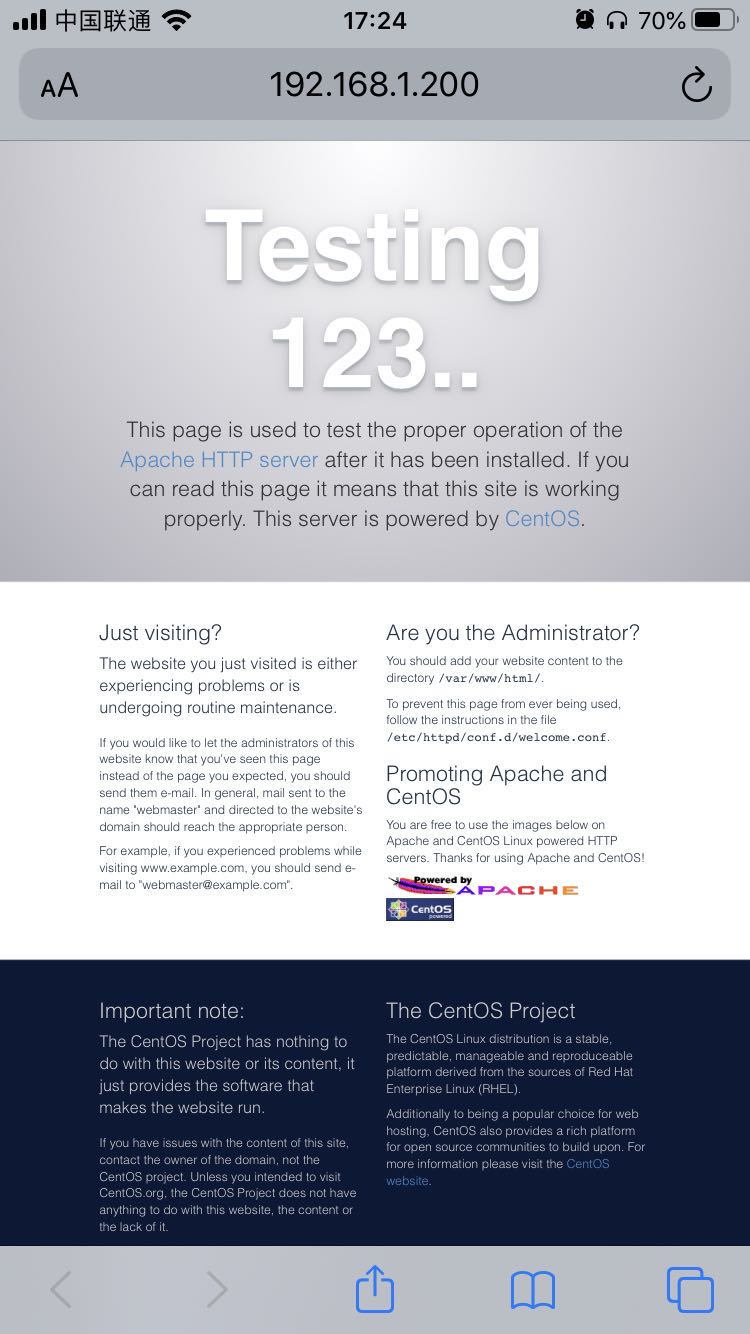 中国联通
17:24
70%
AA
192.168.1.200
Testing
123..
This page is used to test the proper operation of the
Apache HTTP server after it has been installed. If you
can read this page it means that this site is working
properly. This server is powered by CentOS.
Just visiting?
The website you just visited is either
experiencing problems or is
undergoing routine maintenance.
If you would like to let the administrators of this
website know that you've seen this page
instead of the page you expected, you should
send them e-mail. In general, mail sent to the
name "webmaster" and directed to the website's
domain should reach the appropriate person.
For example, if you experienced problems while
visiting www.example.com, you should send e-
mail to "webmaster@example.com".
Are you the Administrator?
You should add your website content to the
directory /var/www/html/.
To prevent this page from ever being used,
follow the instructions in the file
/etc/httpd/conf.d/welcome.conf.
Promoting Apache and
CentOS
You are free to use the images below on
Apache and CentOS Linux powered HTTP
servers. Thanks for using Apache and CentOS!
Powered by
APACHE
CentOS
powered
Important note:
The CentOS Project has nothing to
do with this website or its content, it
just provides the software that
makes the website run.
If you have issues with the content of this site,
contact the owner of the domain, not the
CentOS project. Unless you intended to visit
CentOS.org, the CentOS Project does not have
anything to do with this website, the content or
the lack of it.
The CentOS Project
The CentOS Linux distribution is a stable,
predictable, manageable and reproduceable
platform derived from the sources of Red Hat
Enterprise Linux (RHEL).
Additionally to being a popular choice for web
hosting, CentOS also provides a rich platform
for open source communities to build upon. For
more information please visit the CentOS
website.